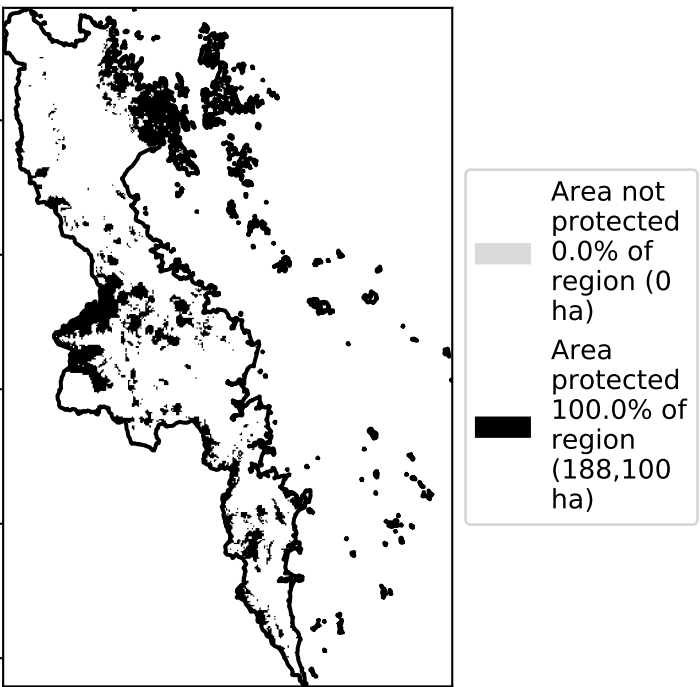 Area not
protected
0.0% of
region (0
ha)
Area
protected
100.0% of
region
(188,100
ha)